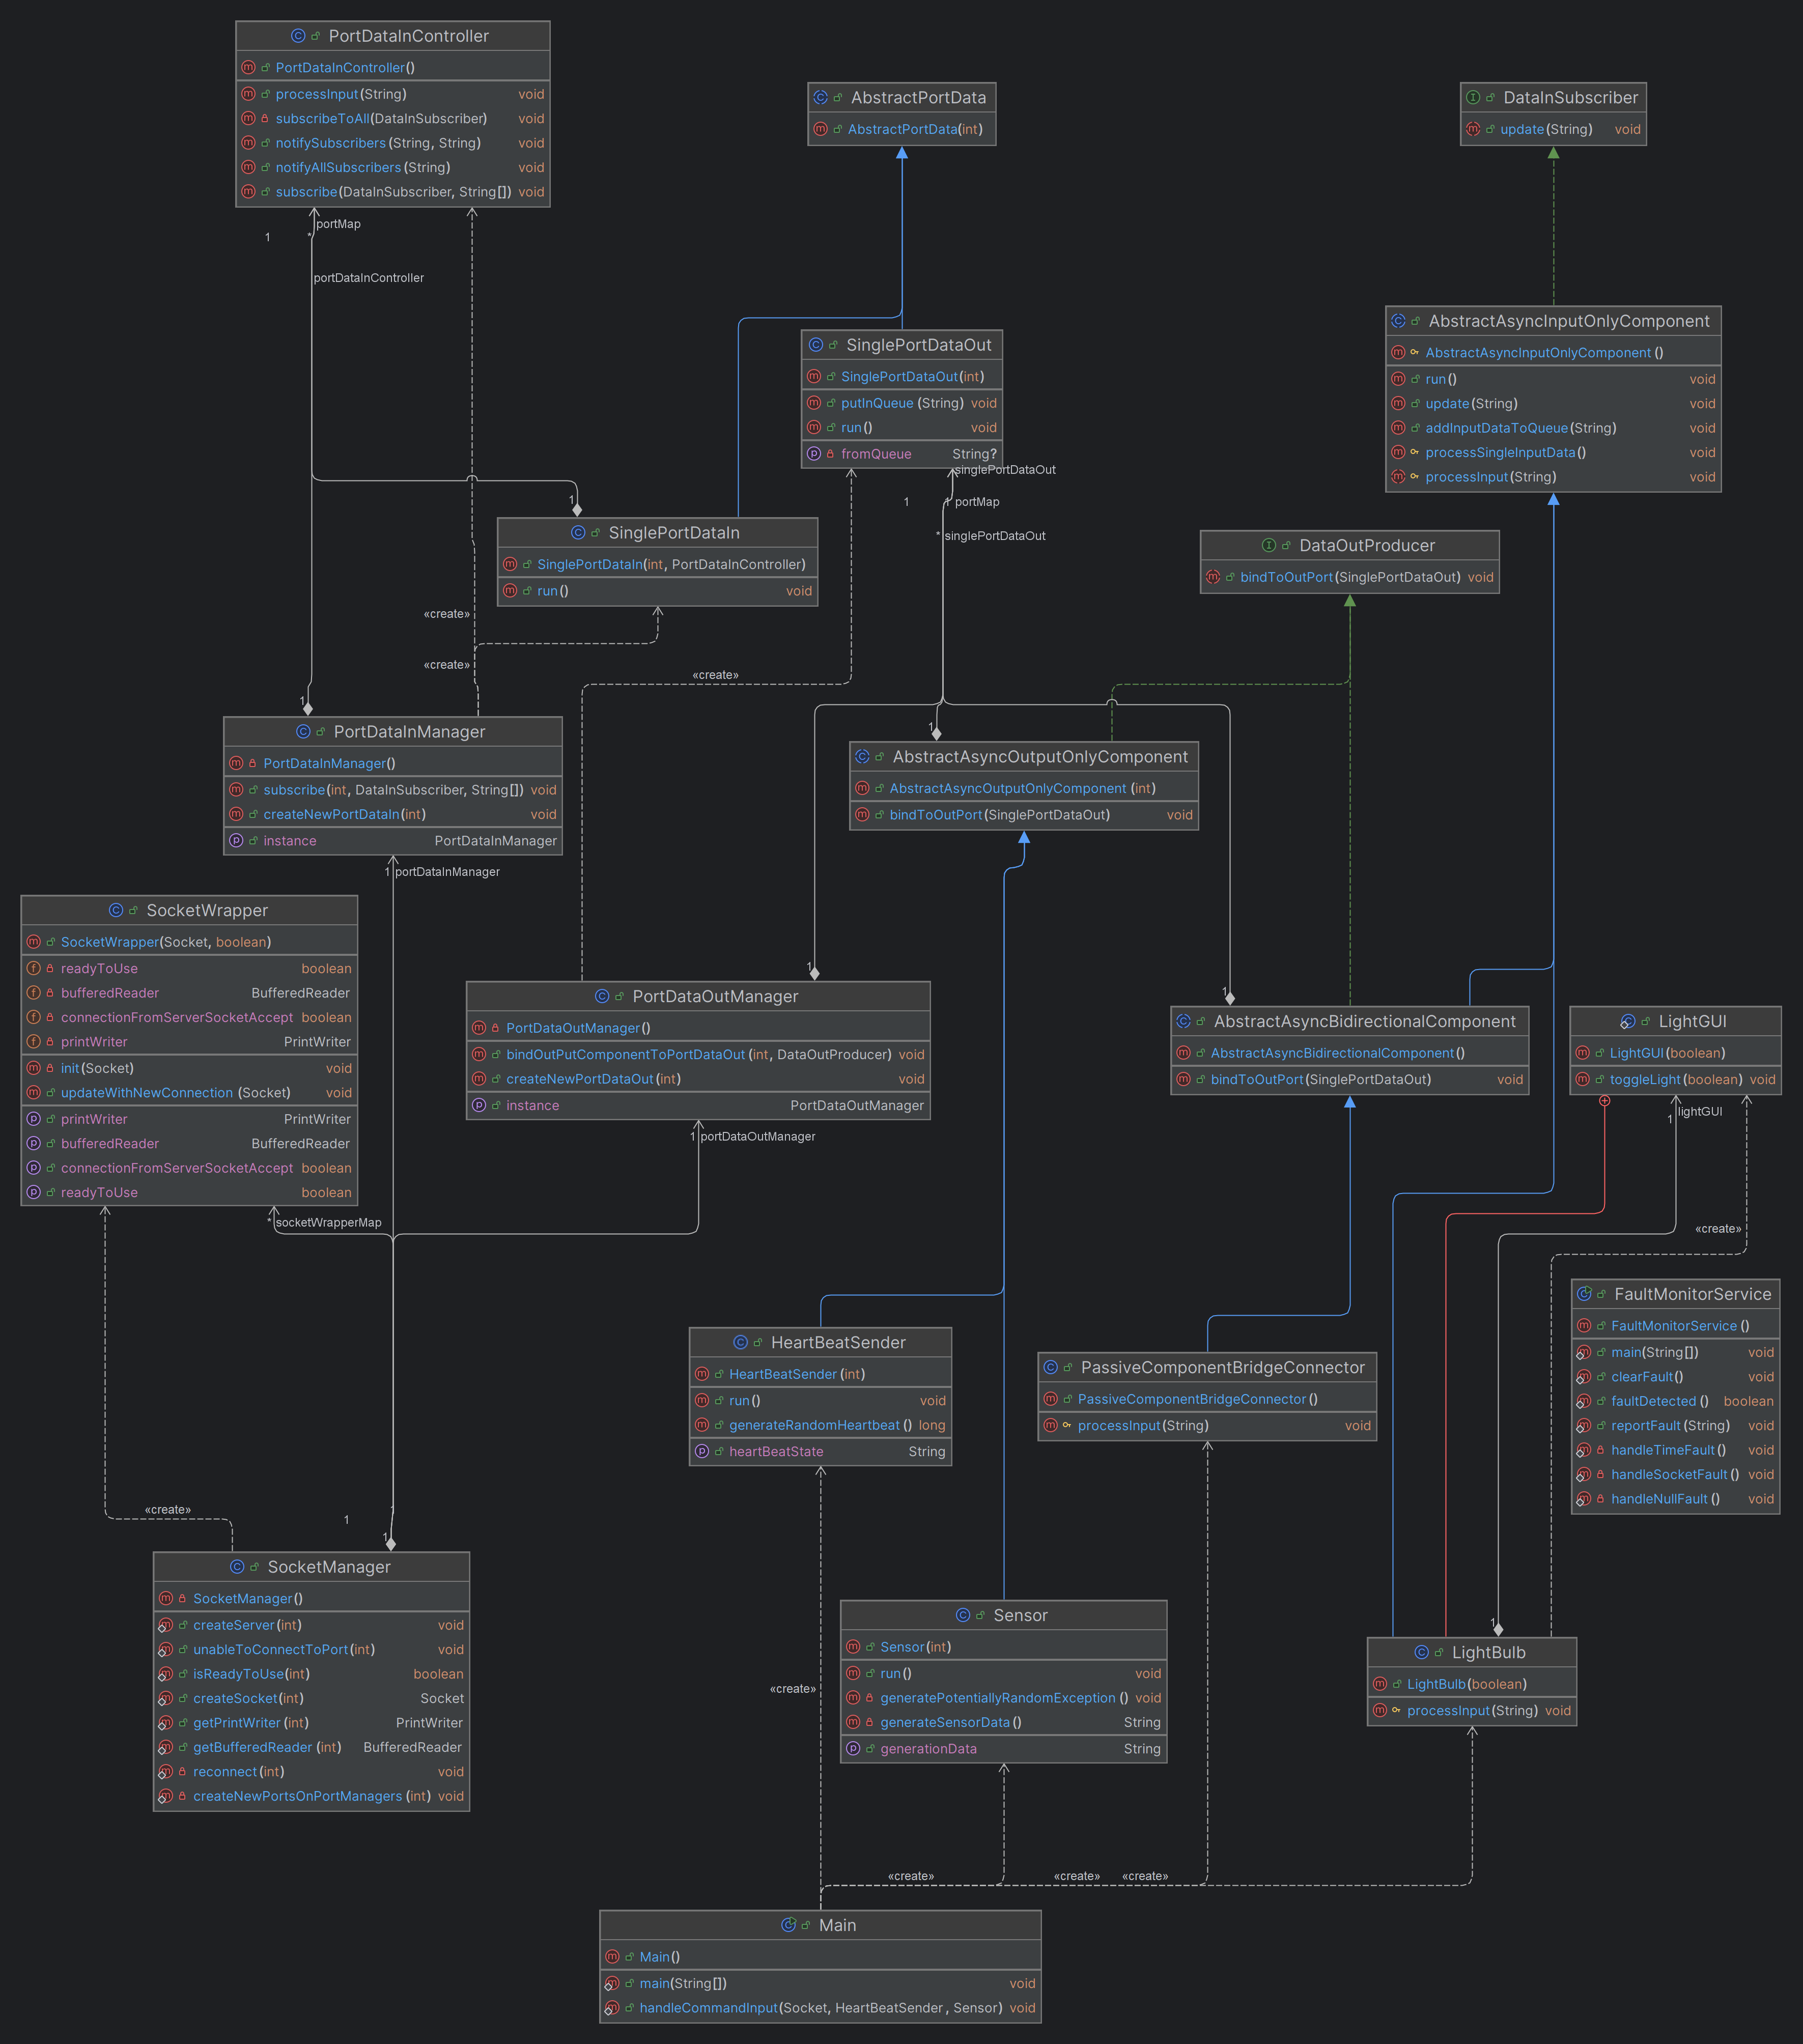 PortDataInController
PortDataInController()
processInput(String) void
subscribeToAll(DataInSubscriber) void
notifySubscribers(String, String) void
notifyAllSubscribers(String) void
subscribe(DataInSubscriber, String[]) void
AbstractPortData
AbstractPortData(int)
DataInSubscriber
update(String) void
portMap
1 *
portDataInController
AbstractAsyncInputOnlyComponent
AbstractAsyncInputOnlyComponent()
run() void
update(String) void
addInputDataToQueue(String) void
processSingleInputData() void
processInput(String) void
SinglePortDataOut
SinglePortDataOut(int)
putInQueue(String) void
run() void
fromQueue String?
singlePortDataOut
1 1 portMap
* singlePortDataOut
1
SinglePortDataIn
SinglePortDataIn(int, PortDataInController)
run() void
DataOutProducer
bindToOutPort(SinglePortDataOut) void
«create»
«create»
«create»
1
PortDataInManager
PortDataInManager()
subscribe(int, DataInSubscriber, String[]) void
createNewPortDataIn(int) void
instance PortDataInManager
1 portDataInManager
1
AbstractAsyncOutputOnlyComponent
AbstractAsyncOutputOnlyComponent(int)
bindToOutPort(SinglePortDataOut) void
SocketWrapper
SocketWrapper(Socket, boolean)
readyToUse boolean
bufferedReader BufferedReader
connectionFromServerSocketAccept boolean
printWriter PrintWriter
init(Socket) void
updateWithNewConnection(Socket) void
printWriter PrintWriter
bufferedReader BufferedReader
connectionFromServerSocketAccept boolean
readyToUse boolean
* socketWrapperMap
1
PortDataOutManager
PortDataOutManager()
bindOutPutComponentToPortDataOut(int, DataOutProducer) void
createNewPortDataOut(int) void
instance PortDataOutManager
1 portDataOutManager
1
AbstractAsyncBidirectionalComponent
AbstractAsyncBidirectionalComponent()
bindToOutPort(SinglePortDataOut) void
LightGUI
LightGUI(boolean)
toggleLight(boolean) void
1 lightGUI
«create»
FaultMonitorService
FaultMonitorService()
main(String[]) void
clearFault() void
faultDetected() boolean
reportFault(String) void
handleTimeFault() void
handleSocketFault() void
handleNullFault() void
HeartBeatSender
HeartBeatSender(int)
run() void
generateRandomHeartbeat() long
heartBeatState String
PassiveComponentBridgeConnector
PassiveComponentBridgeConnector()
processInput(String) void
«create»
1
1
1
SocketManager
SocketManager()
createServer(int) void
unableToConnectToPort(int) void
isReadyToUse(int) boolean
createSocket(int) Socket
getPrintWriter(int) PrintWriter
getBufferedReader(int) BufferedReader
reconnect(int) void
createNewPortsOnPortManagers(int) void
Sensor
Sensor(int)
run() void
generatePotentiallyRandomException() void
generateSensorData() String
generationData String
1
LightBulb
LightBulb(boolean)
processInput(String) void
«create»
«create» «create» «create»
Main
Main()
main(String[]) void
handleCommandInput(Socket, HeartBeatSender, Sensor) void